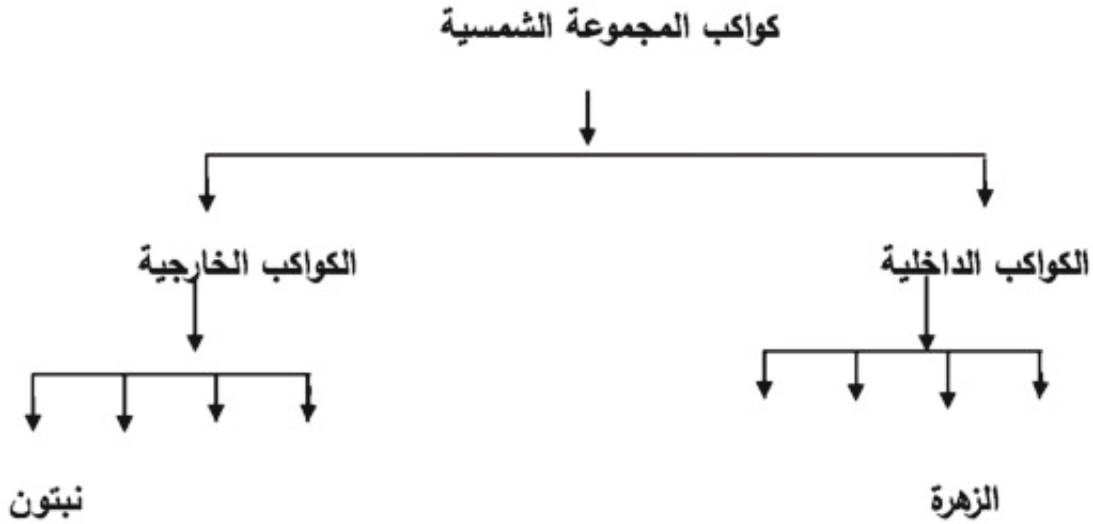 كواكب المجموعة الشمسية
الكواكب الداخلية
الكواكب الخارجية
الزهرة
نبتون